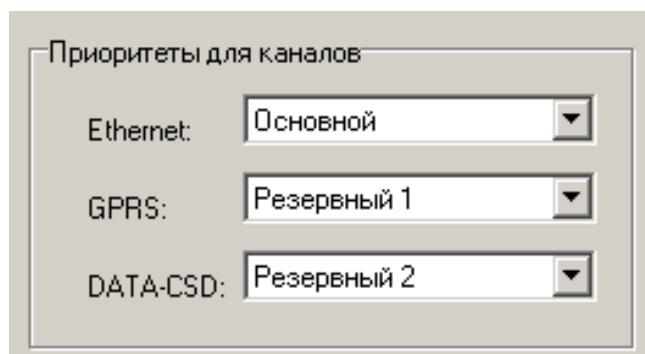 Приоритеты для каналов
Ethernet: Основной
GPRS: Резервный 1
DATA-CSD: Резервный 2